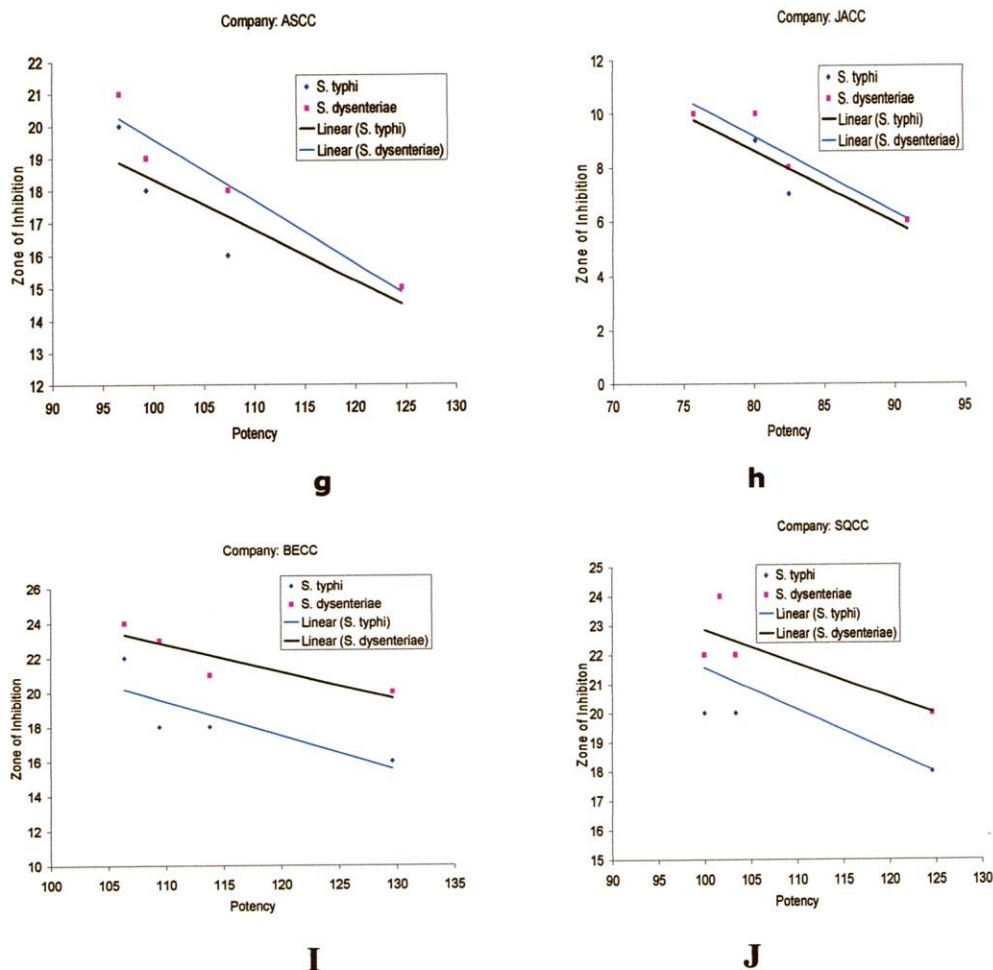 Company: ASCC
22
21
20
19
18
17
16
15
14
13
12
Zone of Inhibition
90 95 100 105 110 115 120 125 130
Potency
S. typhi
S. dysenteriae
Linear (S. typhi)
Linear (S. dysenteriae)
g
Company: JACC
12
10
8
6
4
2
0
Zone of Inhibition
70 75 80 85 90 95
Potency
S. typhi
S. dysenteriae
Linear (S. typhi)
Linear (S. dysenteriae)
h
Company: BECC
26
24
22
20
18
16
14
12
10
Zone of Inhibition
100 105 110 115 120 125 130 135
Potency
S. typhi
S. dysenteriae
Linear (S. typhi)
Linear (S. dysenteriae)
I
Company: SQCC
25
24
23
22
21
20
19
18
17
16
15
Zone of Inhibiton
90 95 100 105 110 115 120 125 130
Potency
S. typhi
S. dysenteriae
Linear (S. typhi)
Linear (S. dysenteriae)
J